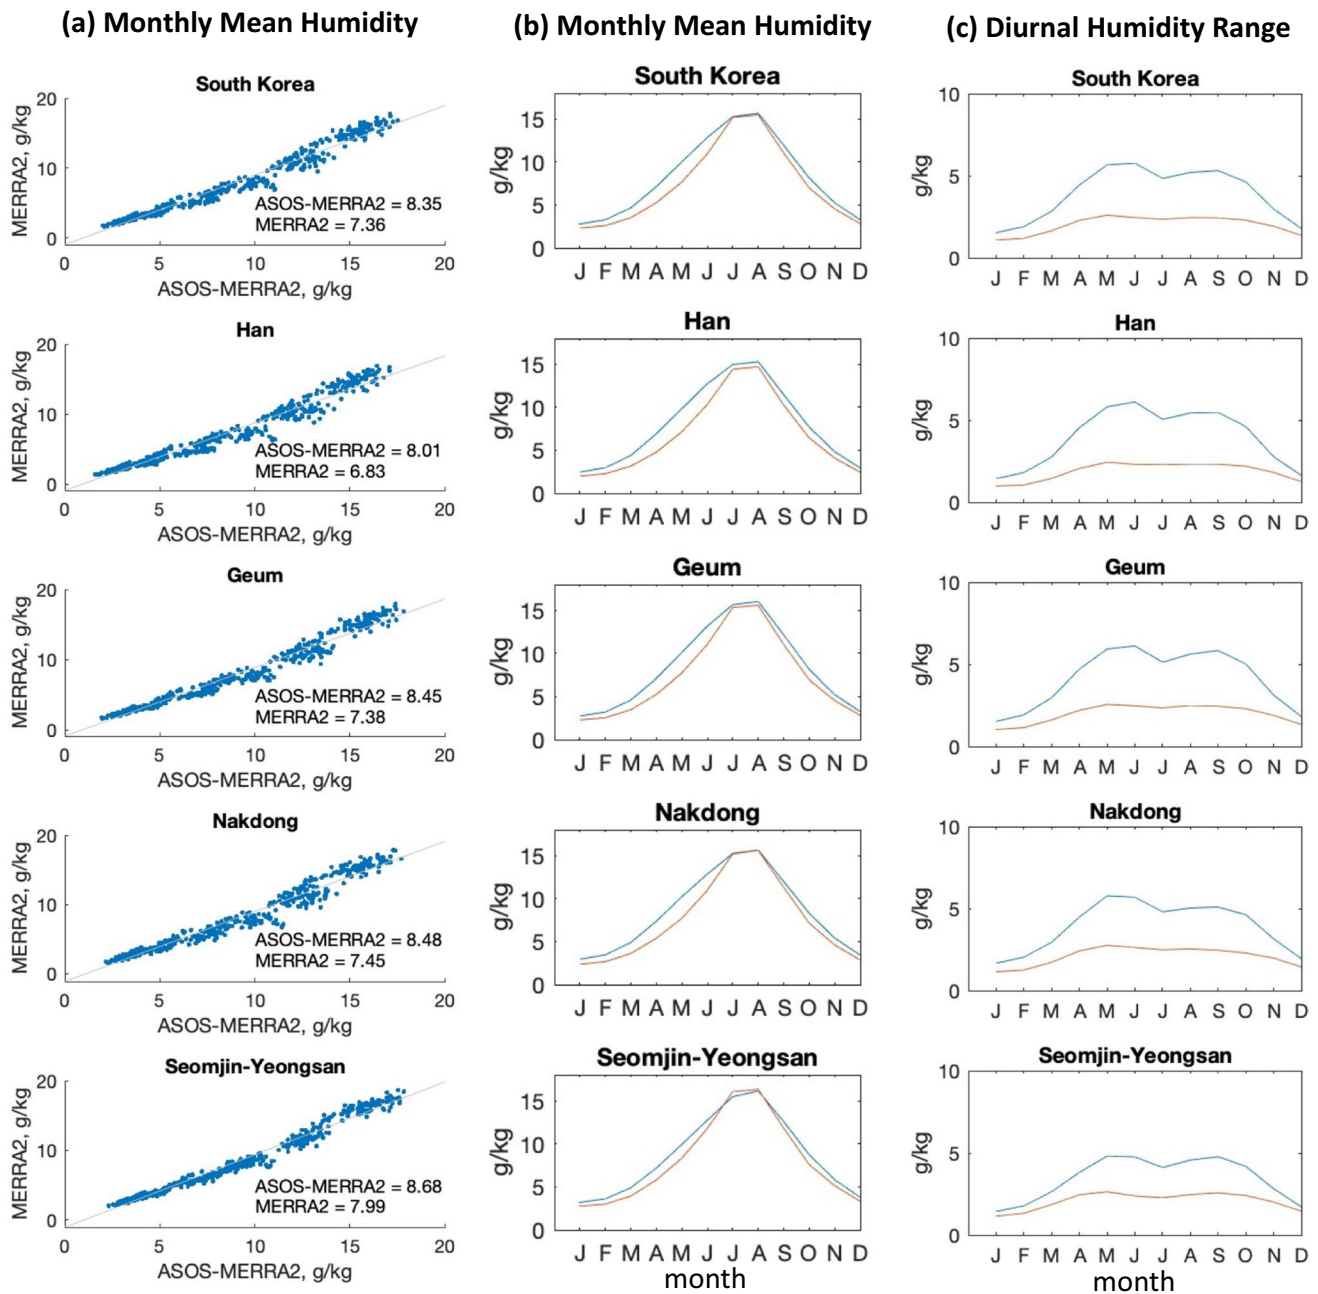 (a) Monthly Mean Humidity
(b) Monthly Mean Humidity
(c) Diurnal Humidity Range
South Korea
MERRA2, g/kg
20
10
0
ASOS-MERRA2 = 8.35
MERRA2 = 7.36
0 5 10 15 20
ASOS-MERRA2, g/kg
South Korea
g/kg
15
10
5
0
J F M A M J J A S O N D
South Korea
g/kg
10
5
0
J F M A M J J A S O N D
Han
MERRA2, g/kg
20
10
0
ASOS-MERRA2 = 8.01
MERRA2 = 6.83
0 5 10 15 20
ASOS-MERRA2, g/kg
Han
g/kg
15
10
5
0
J F M A M J J A S O N D
Han
g/kg
10
5
0
J F M A M J J A S O N D
Geum
MERRA2, g/kg
20
10
0
ASOS-MERRA2 = 8.45
MERRA2 = 7.38
0 5 10 15 20
ASOS-MERRA2, g/kg
Geum
g/kg
15
10
5
0
J F M A M J J A S O N D
Geum
g/kg
10
5
0
J F M A M J J A S O N D
Nakdong
MERRA2, g/kg
20
10
0
ASOS-MERRA2 = 8.48
MERRA2 = 7.45
0 5 10 15 20
ASOS-MERRA2, g/kg
Nakdong
g/kg
15
10
5
0
J F M A M J J A S O N D
Nakdong
g/kg
10
5
0
J F M A M J J A S O N D
Seomjin-Yeongsan
MERRA2, g/kg
20
10
0
ASOS-MERRA2 = 8.68
MERRA2 = 7.99
0 5 10 15 20
ASOS-MERRA2, g/kg
Seomjin-Yeongsan
g/kg
15
10
5
0
J F M A M J J A S O N D
month
Seomjin-Yeongsan
g/kg
10
5
0
J F M A M J J A S O N D
month